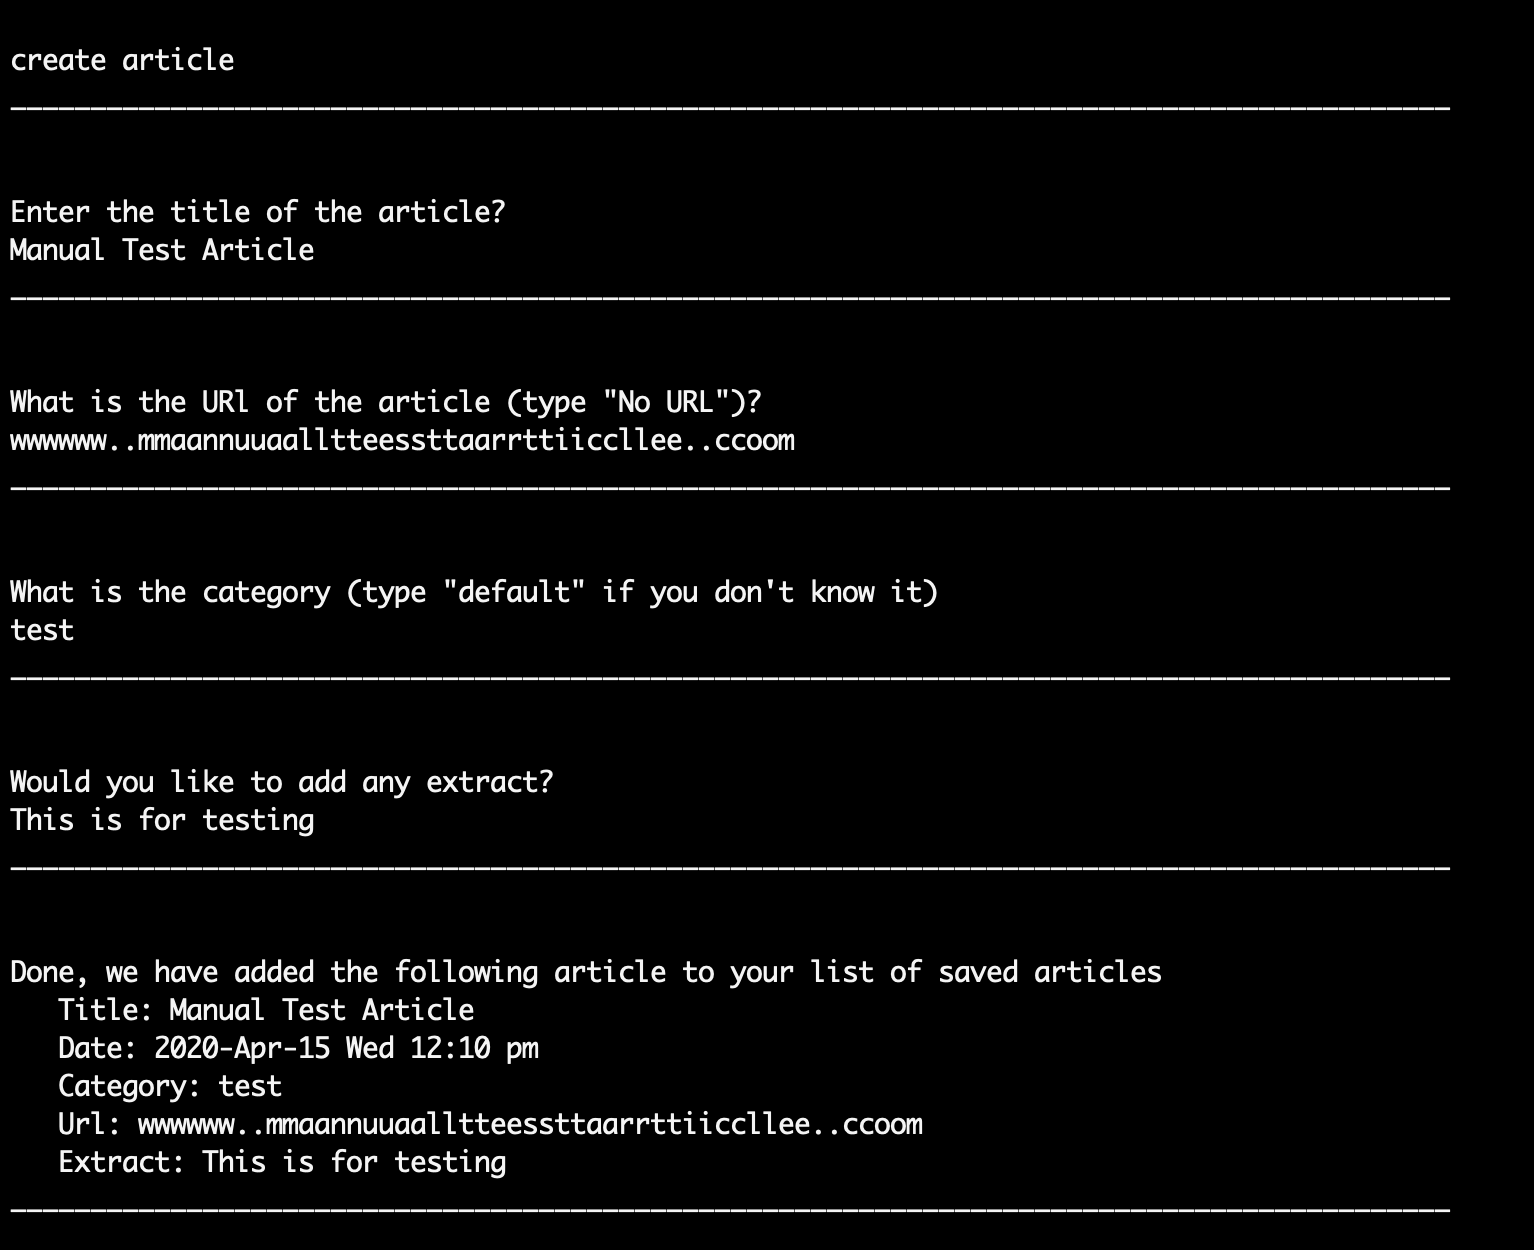 create article
Enter the title of the article?
Manual Test Article
What is the URl of the article (type "No URL")?
wwwwww..mmaannuuaalltteessttaarrttiiccllee..ccoom
What is the category (type "default" if you don't know it)
test
Would you like to add any extract?
This is for testing
Done, we have added the following article to your list of saved articles
Title: Manual Test Article
Date: 2020-Apr-15 Wed 12:10 pm
Category: test
Url: wwwwww..mmaannuuaalltteessttaarrttiiccllee..ccoom
Extract: This is for testing